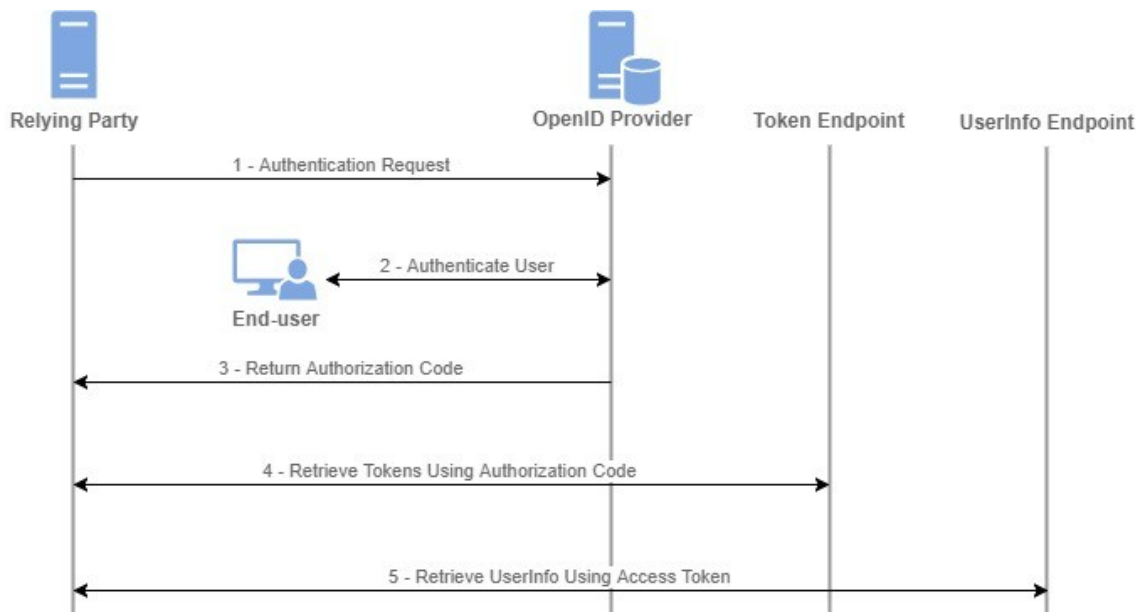 Relying Party
OpenID Provider
Token Endpoint
UserInfo Endpoint
1 - Authentication Request
2 - Authenticate User
End-user
3 - Return Authorization Code
4 - Retrieve Tokens Using Authorization Code
5 - Retrieve UserInfo Using Access Token